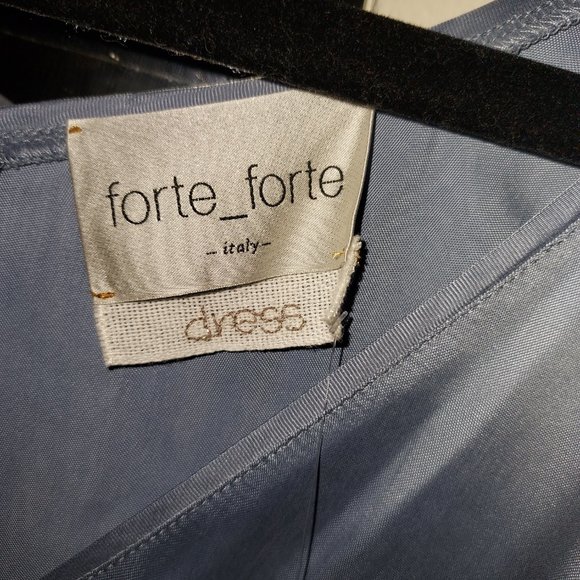 forte_forte
– italy –
dress